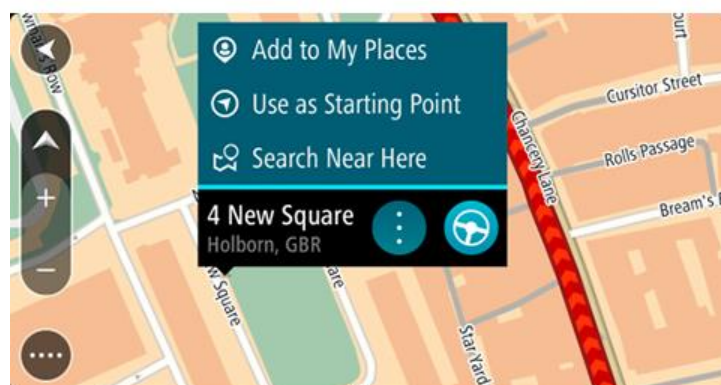 Add to My Places
Use as Starting Point
Search Near Here
4 New Square
Holborn, GBR
Row
Chancery Lane
Cursitor Street
Rolls Passage
Bream's
Square
Star Yard